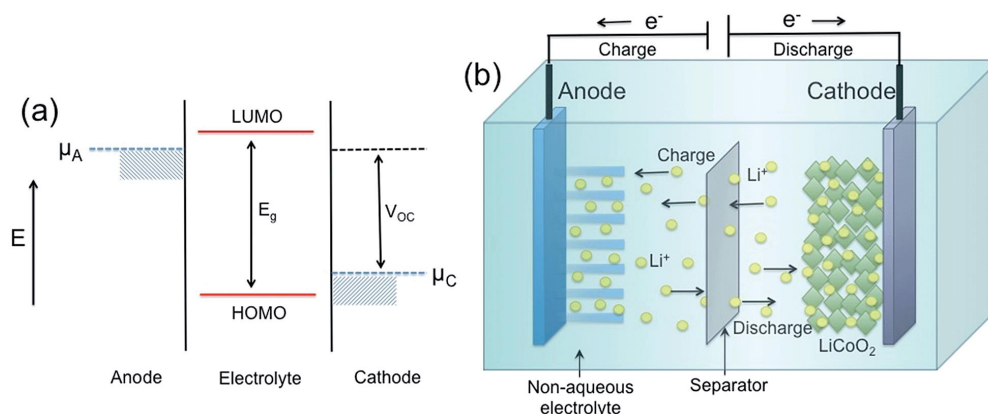 (a)
LUMO
μA
E
Eg
VOC
μC
HOMO
Anode
Electrolyte
Cathode
(b)
e-
e-
Charge
Discharge
Anode
Cathode
Charge
Li+
Li+
Discharge
LiCoO2
Non-aqueous
electrolyte
Separator